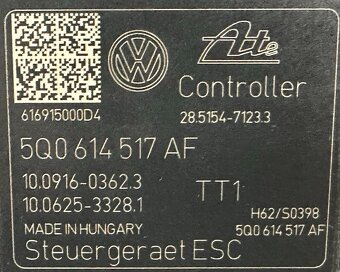 Ate
Controller
616915000D4
28.5154-7123.3
5Q0 614 517 AF
10.0916-0362.3
TT1
10.0625-3328.1
H62/S0398
MADE IN HUNGARY
5Q0 614 517 AF
Steuergeraet ESC